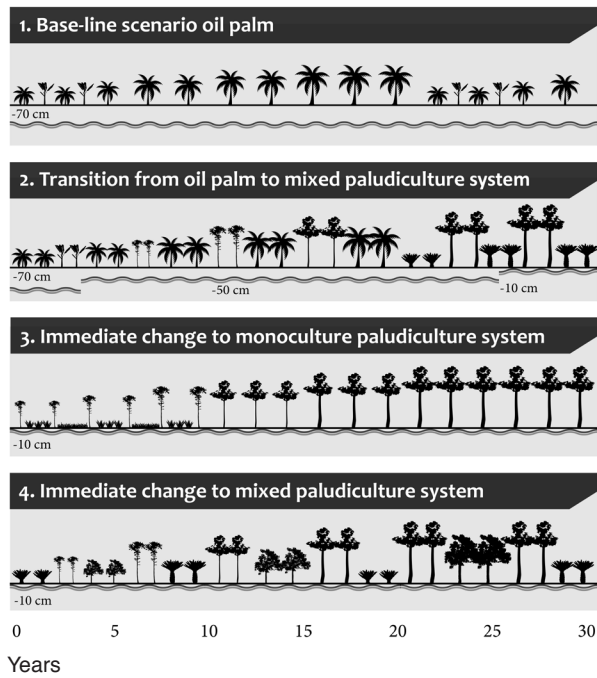 1. Base-line scenario oil palm
-70 cm
2. Transition from oil palm to mixed paludiculture system
-70 cm
-50 cm
-10 cm
3. Immediate change to monoculture paludiculture system
-10 cm
4. Immediate change to mixed paludiculture system
-10 cm
0 5 10 15 20 25 30
Years